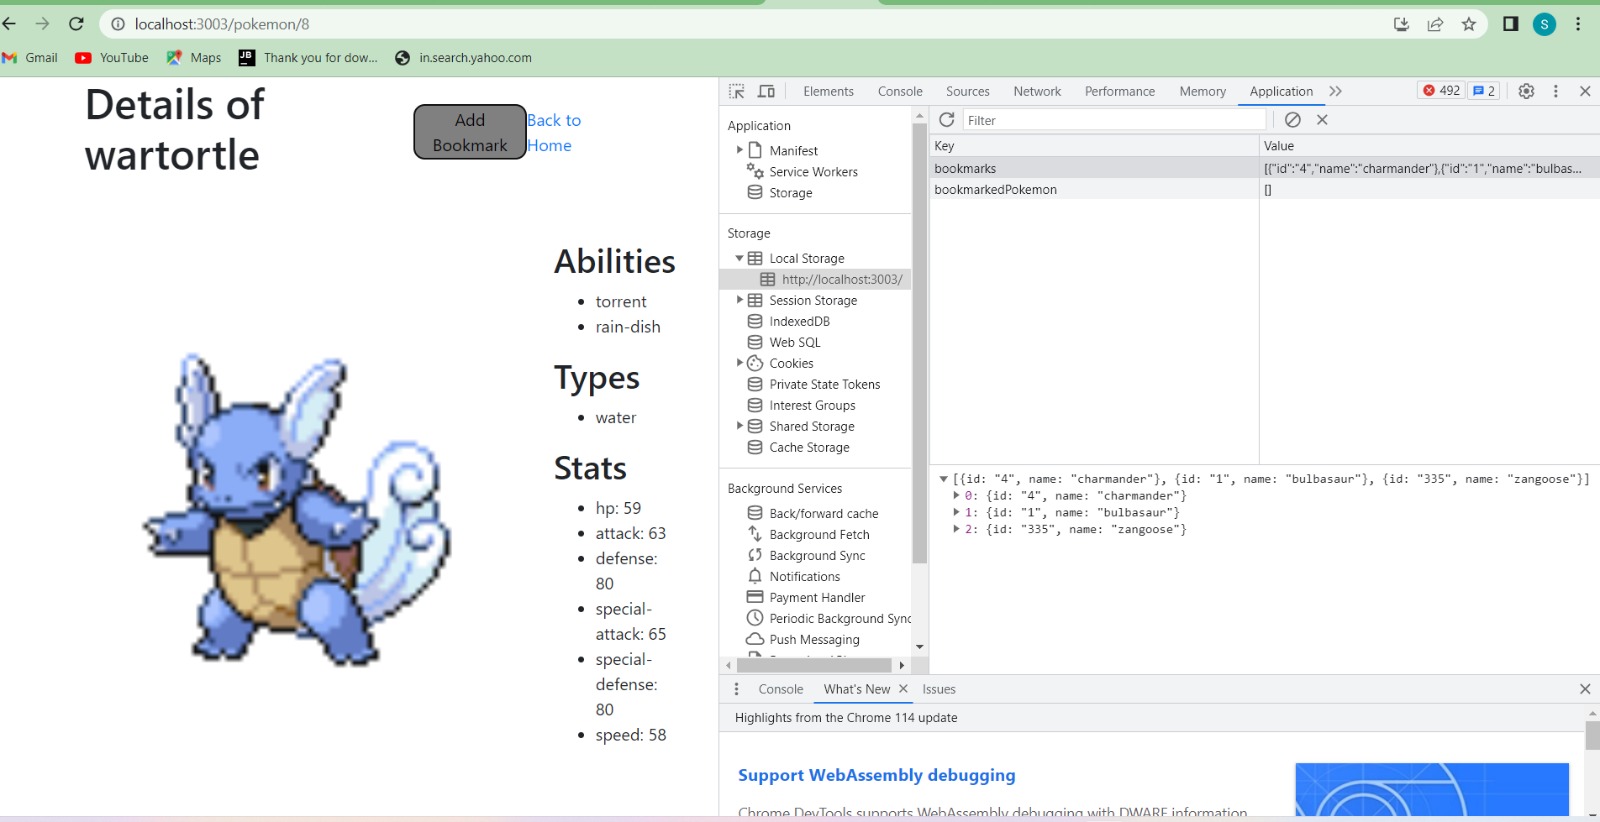 localhost:3003/pokemon/8
S
Gmail
YouTube
Maps
JB
Thank you for dow...
in.search.yahoo.com
Details of
wartortle
Add
Bookmark
Back to
Home
Abilities
torrent
rain-dish
Types
water
Stats
hp: 59
attack: 63
defense:
80
special-
attack: 65
special-
defense:
80
speed: 58
Elements
Console
Sources
Network
Performance
Memory
Application
492
2
Application
Manifest
Service Workers
Storage
Storage
Local Storage
http://localhost:3003/
Session Storage
IndexedDB
Web SQL
Cookies
Private State Tokens
Interest Groups
Shared Storage
Cache Storage
Background Services
Back/forward cache
Background Fetch
Background Sync
Notifications
Payment Handler
Periodic Background Sync
Push Messaging
Filter
Key Value
bookmarks [{"id":"4","name":"charmander"},{"id":"1","name":"bulbas...
bookmarkedPokemon []
[{id: "4", name: "charmander"}, {id: "1", name: "bulbasaur"}, {id: "335", name: "zangoose"}]
0: {id: "4", name: "charmander"}
1: {id: "1", name: "bulbasaur"}
2: {id: "335", name: "zangoose"}
Console
What's New
Issues
Highlights from the Chrome 114 update
Support WebAssembly debugging
Chrome DevTools supports WebAssembly debugging with DWARF information